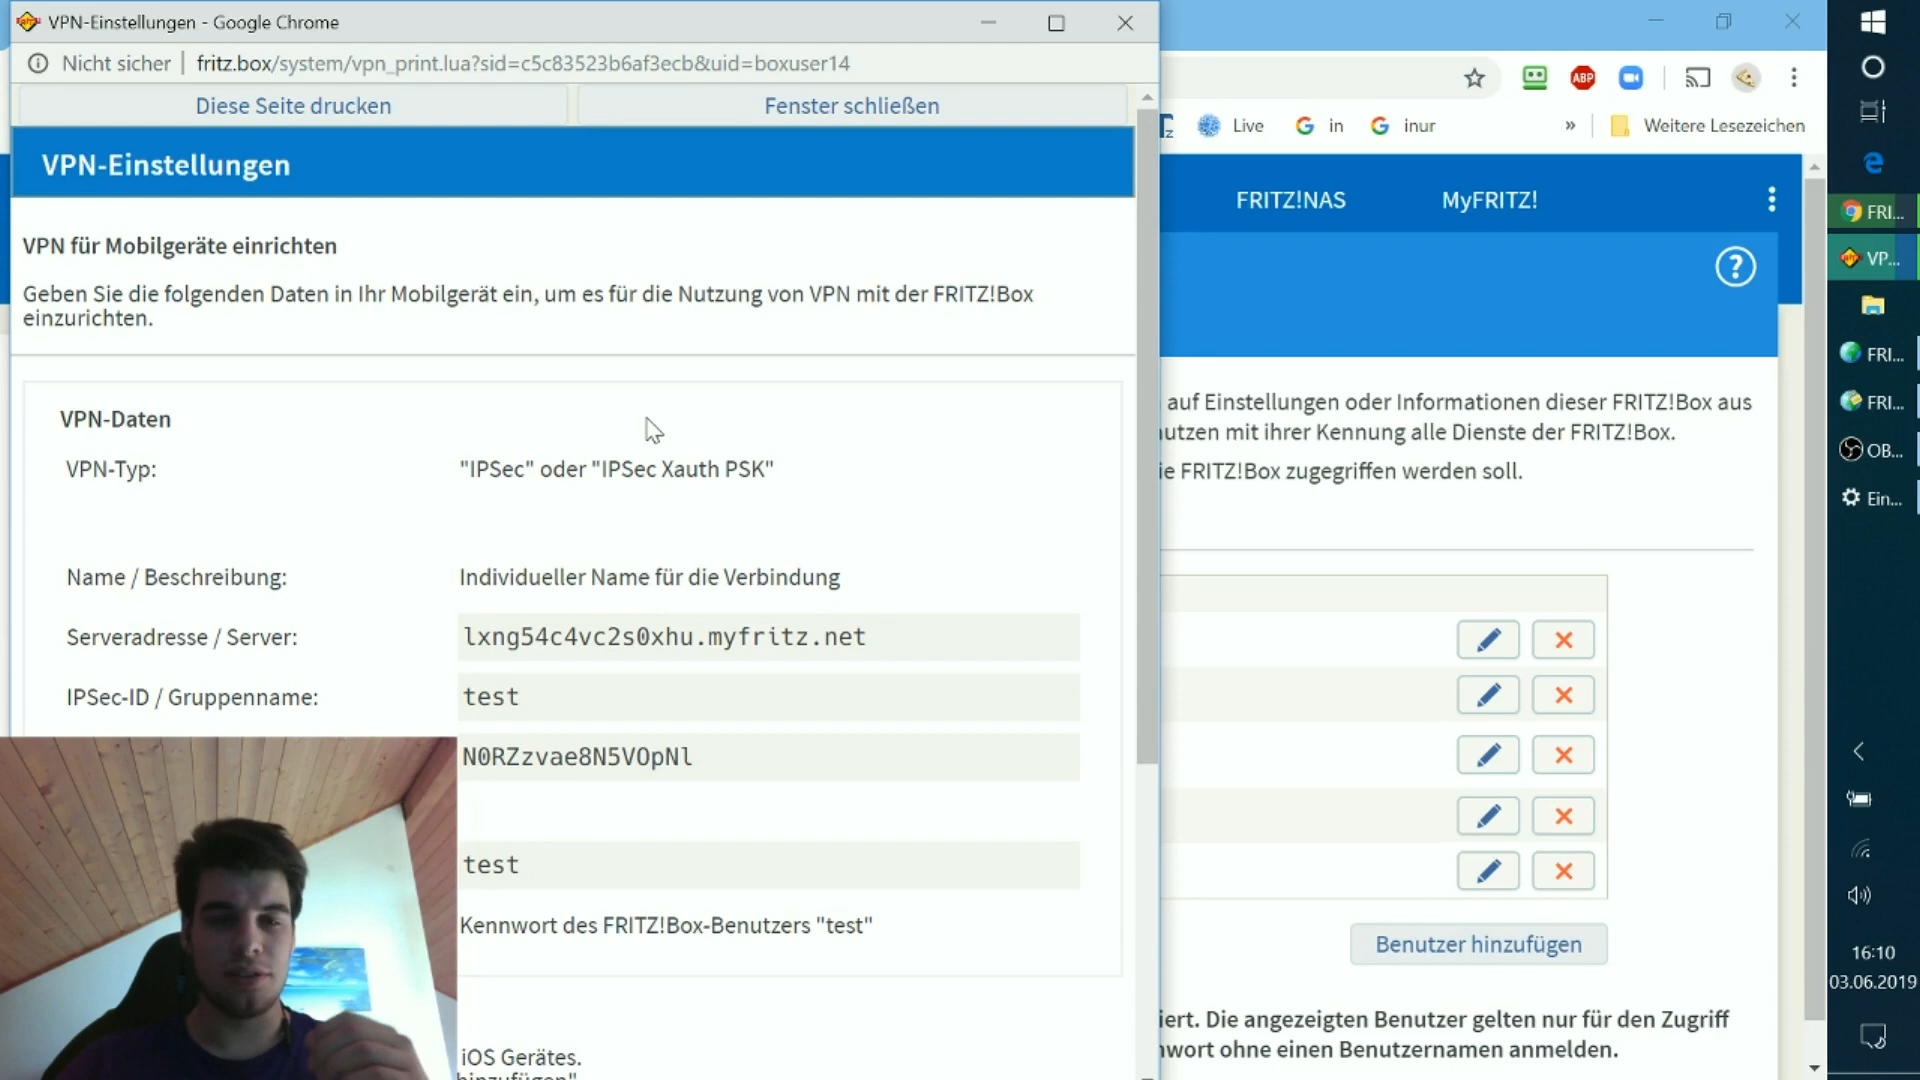 VPN-Einstellungen - Google Chrome
Nicht sicher | fritz.box/system/vpn_print.lua?sid=c5c83523b6af3ecb&uid=boxuser14
Diese Seite drucken
Fenster schließen
VPN-Einstellungen
VPN für Mobilgeräte einrichten
Geben Sie die folgenden Daten in Ihr Mobilgerät ein, um es für die Nutzung von VPN mit der FRITZ!Box
einzurichten.
VPN-Daten
VPN-Typ:
"IPSec" oder "IPSec Xauth PSK"
Name / Beschreibung:
Individueller Name für die Verbindung
Serveradresse / Server:
lxng54c4vc2s0xhu.myfritz.net
IPSec-ID / Gruppenname:
test
N0RZzvae8N5VOpNl
test
Kennwort des FRITZ!Box-Benutzers "test"
iOS Gerätes.
hinzufügen"
ABP
Live
G in
G inur
»
Weitere Lesezeichen
FRITZ!NAS
MyFRITZ!
?
auf Einstellungen oder Informationen dieser FRITZ!Box aus
utzen mit ihrer Kennung alle Dienste der FRITZ!Box.
ie FRITZ!Box zugegriffen werden soll.
Benutzer hinzufügen
iert. Die angezeigten Benutzer gelten nur für den Zugriff
wort ohne einen Benutzernamen anmelden.
FRI...
VP...
FRI...
FRI...
OB...
Ein...
16:10
03.06.2019